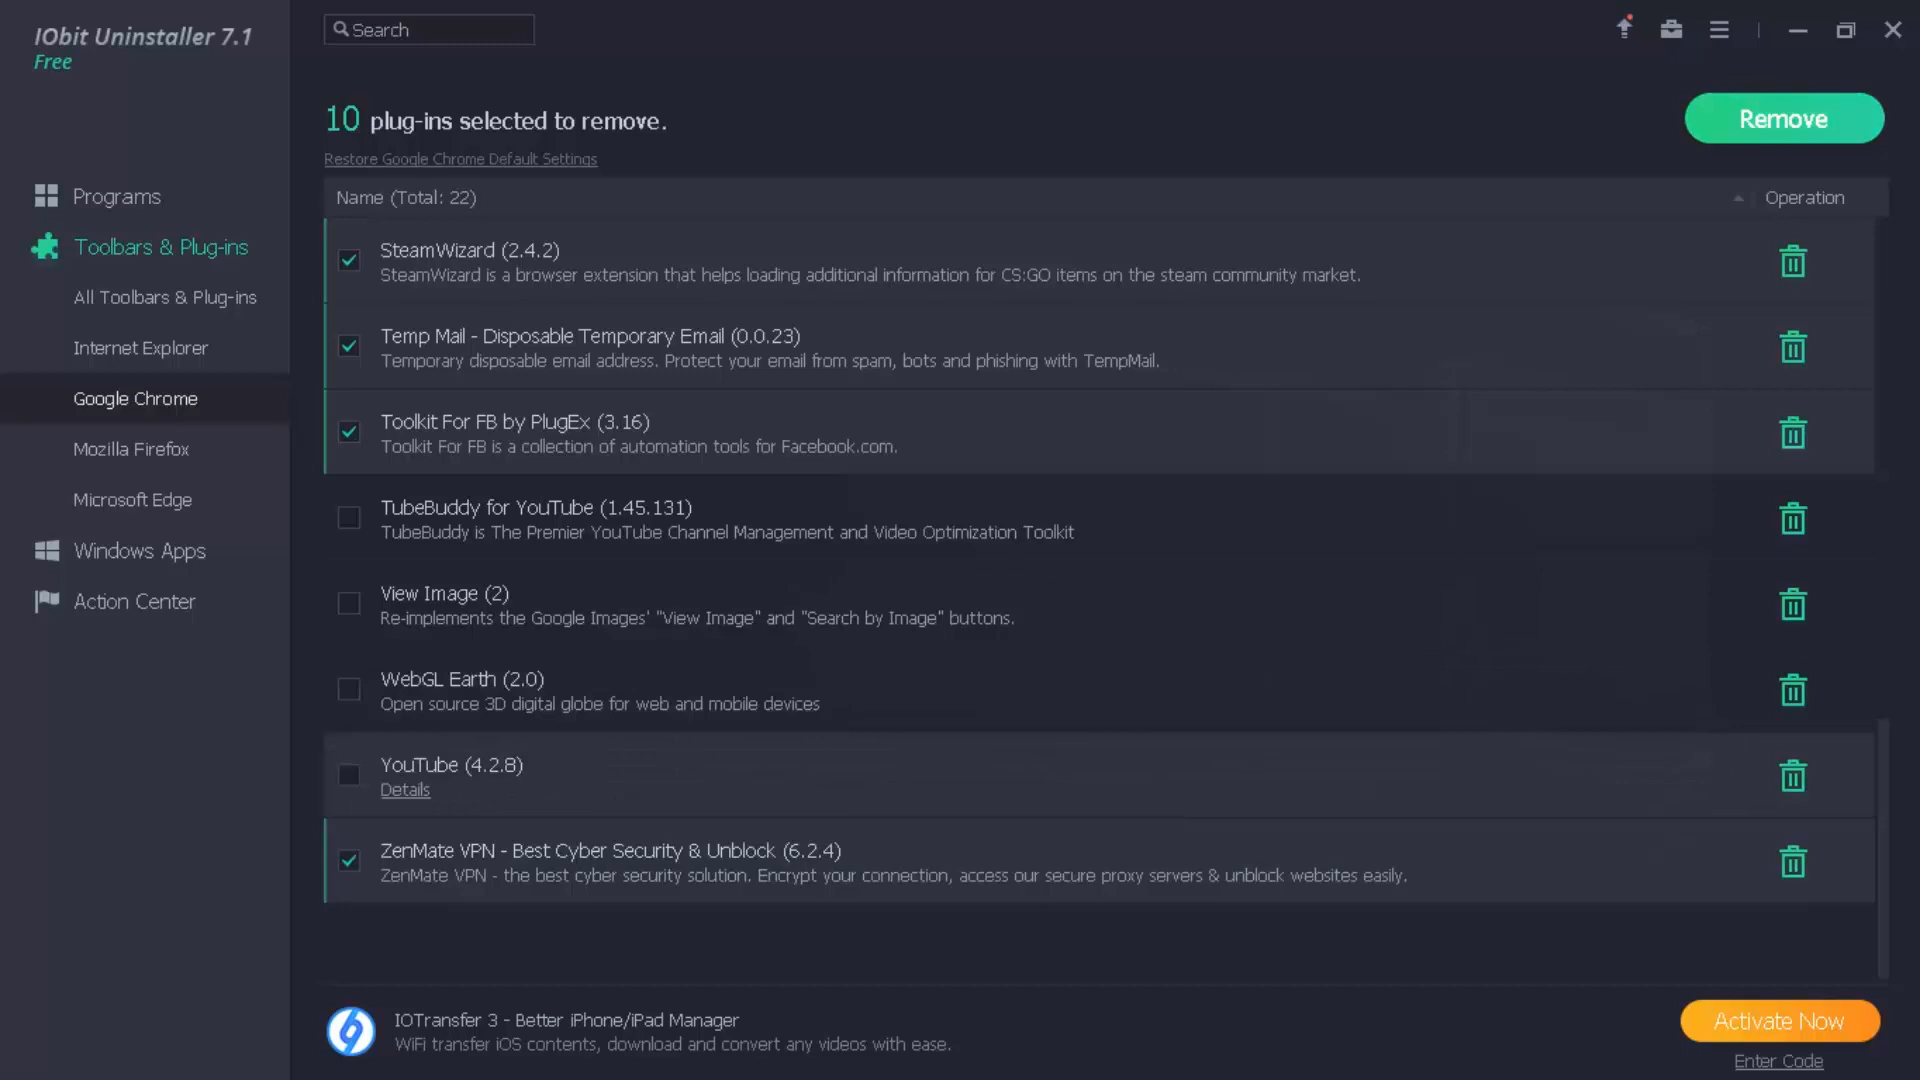 IObit Uninstaller 7.1
Free
Search
10 plug-ins selected to remove.
Remove
Restore Google Chrome Default Settings
Name (Total: 22)
Operation
Programs
Toolbars & Plug-ins
All Toolbars & Plug-ins
Internet Explorer
Google Chrome
Mozilla Firefox
Microsoft Edge
Windows Apps
Action Center
SteamWizard (2.4.2)
SteamWizard is a browser extension that helps loading additional information for CS:GO items on the steam community market.
Temp Mail - Disposable Temporary Email (0.0.23)
Temporary disposable email address. Protect your email from spam, bots and phishing with TempMail.
Toolkit For FB by PlugEx (3.16)
Toolkit For FB is a collection of automation tools for Facebook.com.
TubeBuddy for YouTube (1.45.131)
TubeBuddy is The Premier YouTube Channel Management and Video Optimization Toolkit
View Image (2)
Re-implements the Google Images' "View Image" and "Search by Image" buttons.
WebGL Earth (2.0)
Open source 3D digital globe for web and mobile devices
YouTube (4.2.8)
Details
ZenMate VPN - Best Cyber Security & Unblock (6.2.4)
ZenMate VPN - the best cyber security solution. Encrypt your connection, access our secure proxy servers & unblock websites easily.
IOTransfer 3 - Better iPhone/iPad Manager
WiFi transfer iOS contents, download and convert any videos with ease.
Activate Now
Enter Code